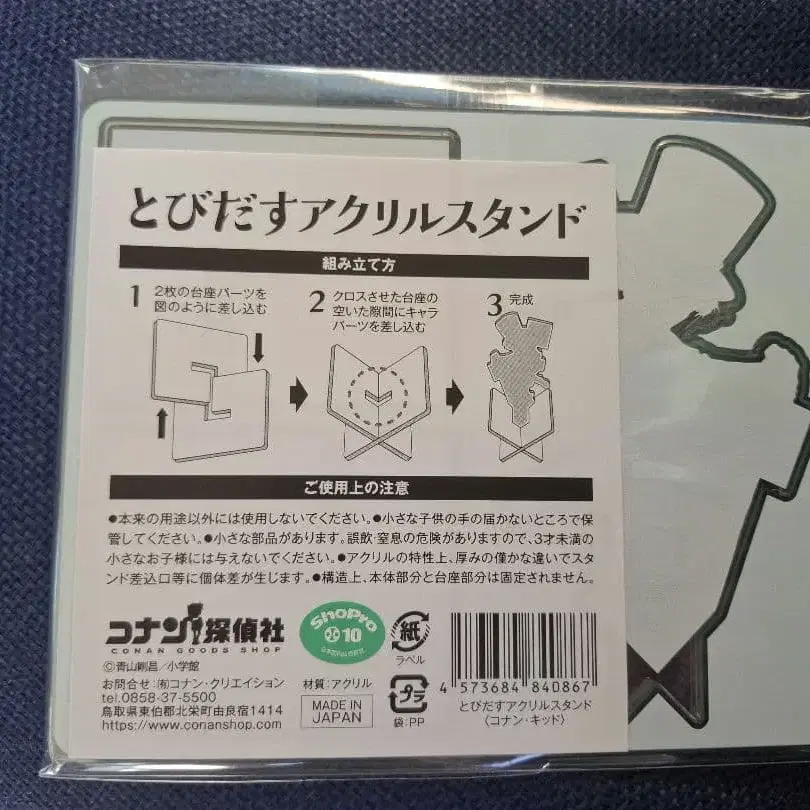 とびだすアクリルスタンド
組み立て方
1 2枚の台座パーツを
図のように差し込む
2 クロスさせた台座の
空いた隙間にキャラ
パーツを差し込む
3 完成
ご使用上の注意
●本来の用途以外には使用しないでください。●小さな子供の手の届かないところで保
管してください。●小さな部品があります。誤飲・窒息の危険がありますので、3才未満の
小さなお子様には与えないでください。●アクリルの特性上、厚みの僅かな違いでスタ
ンド差込口等に個体差が生じます。●構造上、本体部分と台座部分は固定されません。
コナン探偵社
CONAN GOODS SHOP
©青山剛昌/小学館
お問合せ:㈲コナン・クリエイション
tel.0858-37-5500
鳥取県東伯郡北栄町由良宿1414
https://www.conanshop.com
ShoPro
10
材質:アクリル
MADE IN
JAPAN
紙
ラベル
プラ
袋:PP
4 573684 840867
とびだすアクリルスタンド
〈コナン・キッド〉